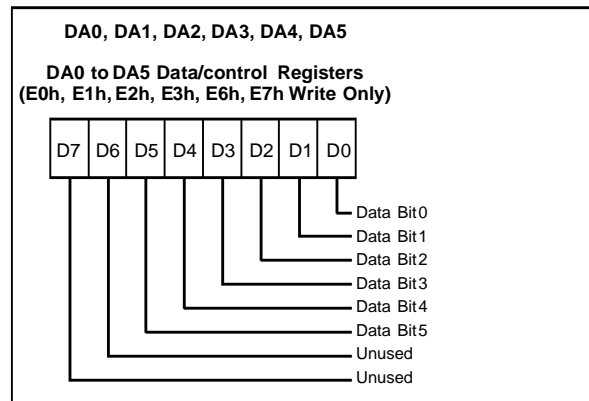 DA0, DA1, DA2, DA3, DA4, DA5
DA0 to DA5 Data/control Registers
(E0h, E1h, E2h, E3h, E6h, E7h Write Only)
D7 D6 D5 D4 D3 D2 D1 D0
Data Bit0
Data Bit1
Data Bit2
Data Bit3
Data Bit4
Data Bit5
Unused
Unused